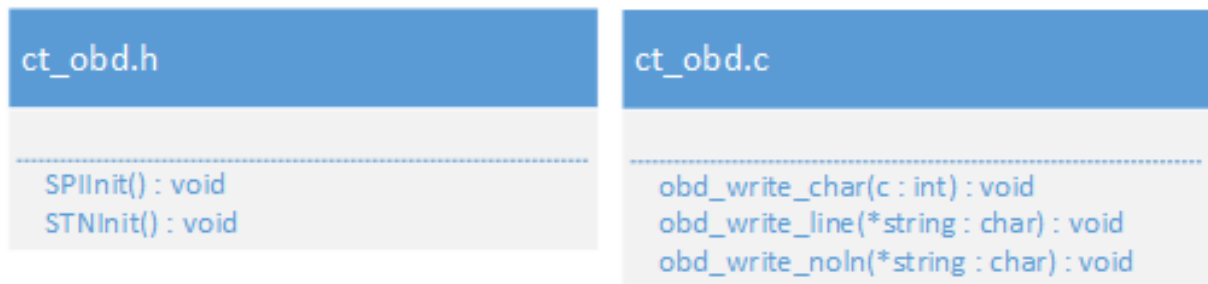 ct_obd.h
SPIInit() : void
STNInit() : void
ct_obd.c
obd_write_char(c : int) : void
obd_write_line(*string : char) : void
obd_write_noln(*string : char) : void